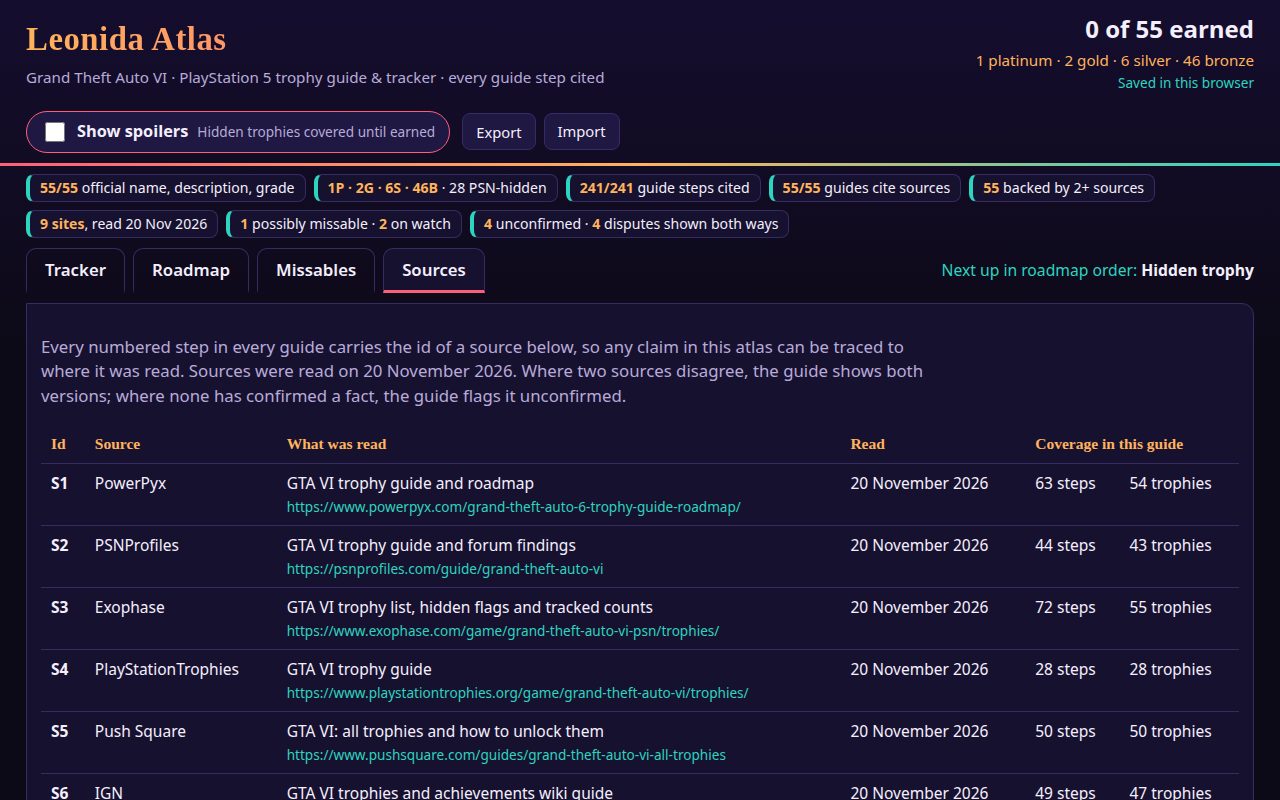 Leonida Atlas
Grand Theft Auto VI · PlayStation 5 trophy guide & tracker · every guide step cited
0 of 55 earned
1 platinum · 2 gold · 6 silver · 46 bronze
Saved in this browser
Show spoilers Hidden trophies covered until earned
Export
Import
55/55 official name, description, grade
1P · 2G · 6S · 46B · 28 PSN-hidden
241/241 guide steps cited
55/55 guides cite sources
55 backed by 2+ sources
9 sites, read 20 Nov 2026
1 possibly missable · 2 on watch
4 unconfirmed · 4 disputes shown both ways
Tracker
Roadmap
Missables
Sources
Next up in roadmap order: Hidden trophy
Every numbered step in every guide carries the id of a source below, so any claim in this atlas can be traced to
where it was read. Sources were read on 20 November 2026. Where two sources disagree, the guide shows both
versions; where none has confirmed a fact, the guide flags it unconfirmed.
Id Source What was read Read Coverage in this guide
S1 PowerPyx GTA VI trophy guide and roadmap 20 November 2026 63 steps 54 trophies
https://www.powerpyx.com/grand-theft-auto-6-trophy-guide-roadmap/
S2 PSNProfiles GTA VI trophy guide and forum findings 20 November 2026 44 steps 43 trophies
https://psnprofiles.com/guide/grand-theft-auto-vi
S3 Exophase GTA VI trophy list, hidden flags and tracked counts 20 November 2026 72 steps 55 trophies
https://www.exophase.com/game/grand-theft-auto-vi-psn/trophies/
S4 PlayStationTrophies GTA VI trophy guide 20 November 2026 28 steps 28 trophies
https://www.playstationtrophies.org/game/grand-theft-auto-vi/trophies/
S5 Push Square GTA VI: all trophies and how to unlock them 20 November 2026 50 steps 50 trophies
https://www.pushsquare.com/guides/grand-theft-auto-vi-all-trophies
S6 IGN GTA VI trophies and achievements wiki guide 20 November 2026 49 steps 47 trophies